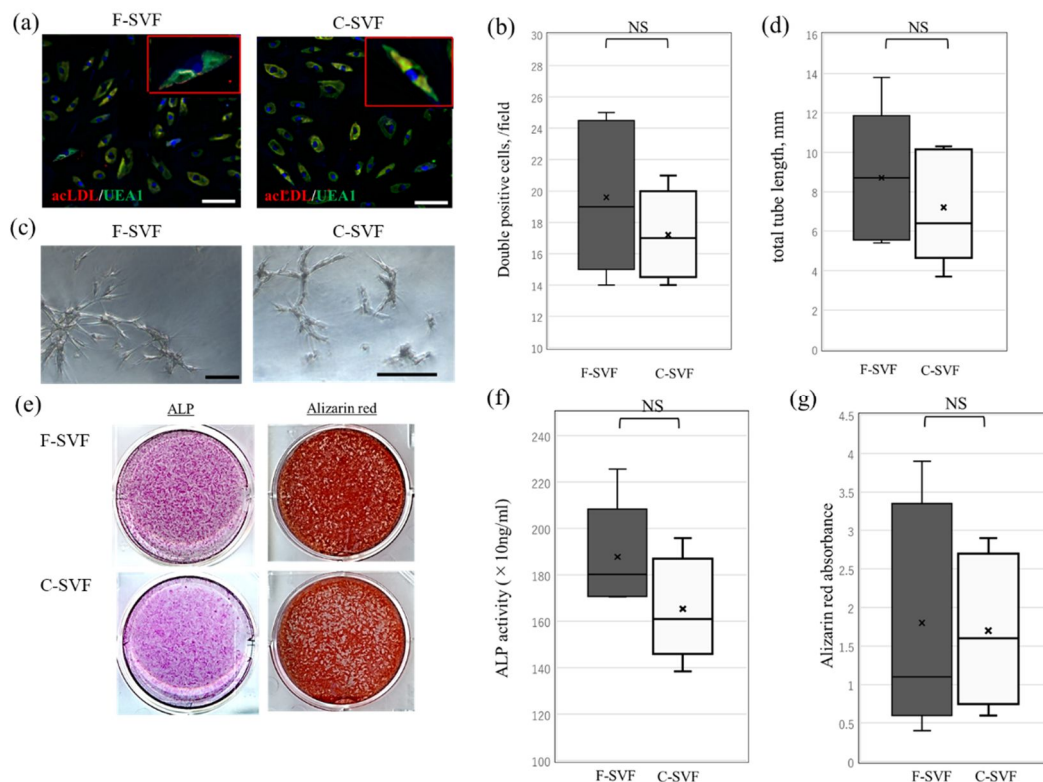 (a)
F-SVF
C-SVF
acLDL/UEA1
acLDL/UEA1
(b)
NS
Double positive cells, /field
30
28
26
24
22
20
18
16
14
12
10
F-SVF
C-SVF
(c)
F-SVF
C-SVF
(d)
NS
total tube length, mm
16
14
12
10
8
6
4
2
0
F-SVF
C-SVF
(e)
ALP
Alizarin red
F-SVF
C-SVF
(f)
NS
ALP activity (×10ng/ml)
240
220
200
180
160
140
120
100
F-SVF
C-SVF
(g)
NS
Alizarin red absorbance
4.5
4
3.5
3
2.5
2
1.5
1
0.5
0
F-SVF
C-SVF